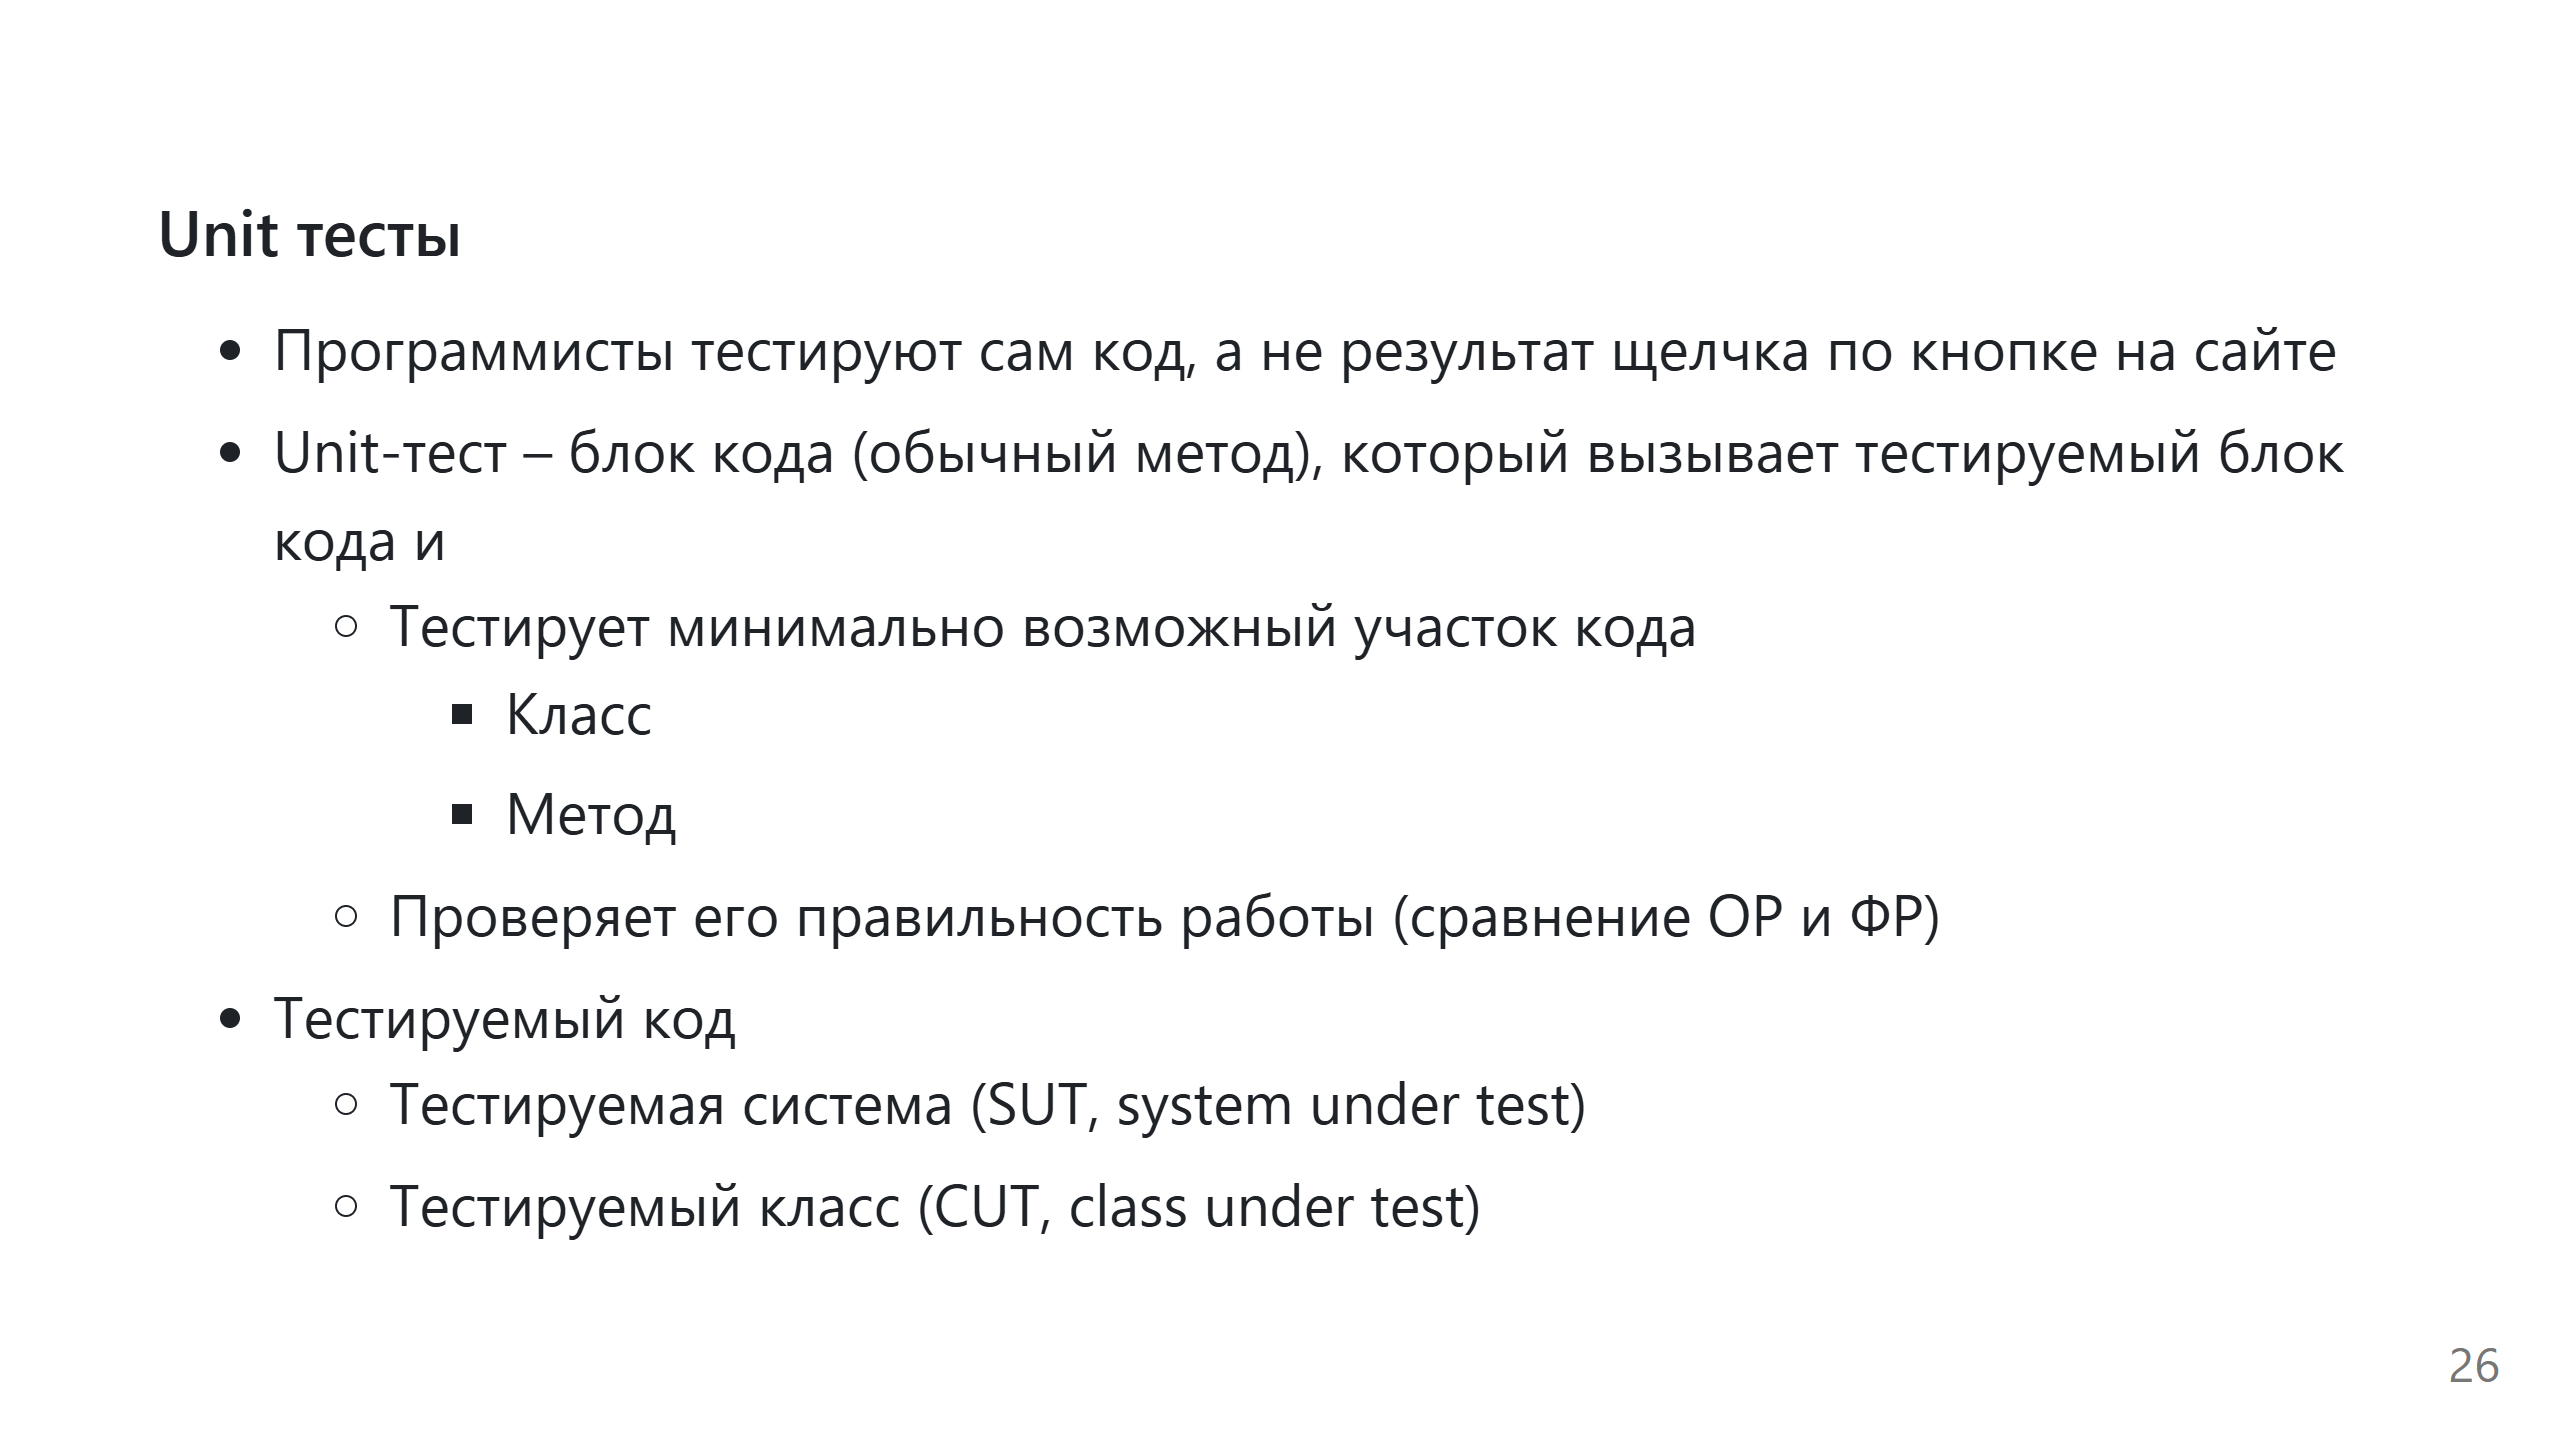 Unit тесты
Программисты тестируют сам код, а не результат щелчка по кнопке на сайте
Unit-тест – блок кода (обычный метод), который вызывает тестируемый блок
кода и
Тестирует минимально возможный участок кода
Класс
Метод
Проверяет его правильность работы (сравнение ОР и ФР)
Тестируемый код
Тестируемая система (SUT, system under test)
Тестируемый класс (CUT, class under test)
26